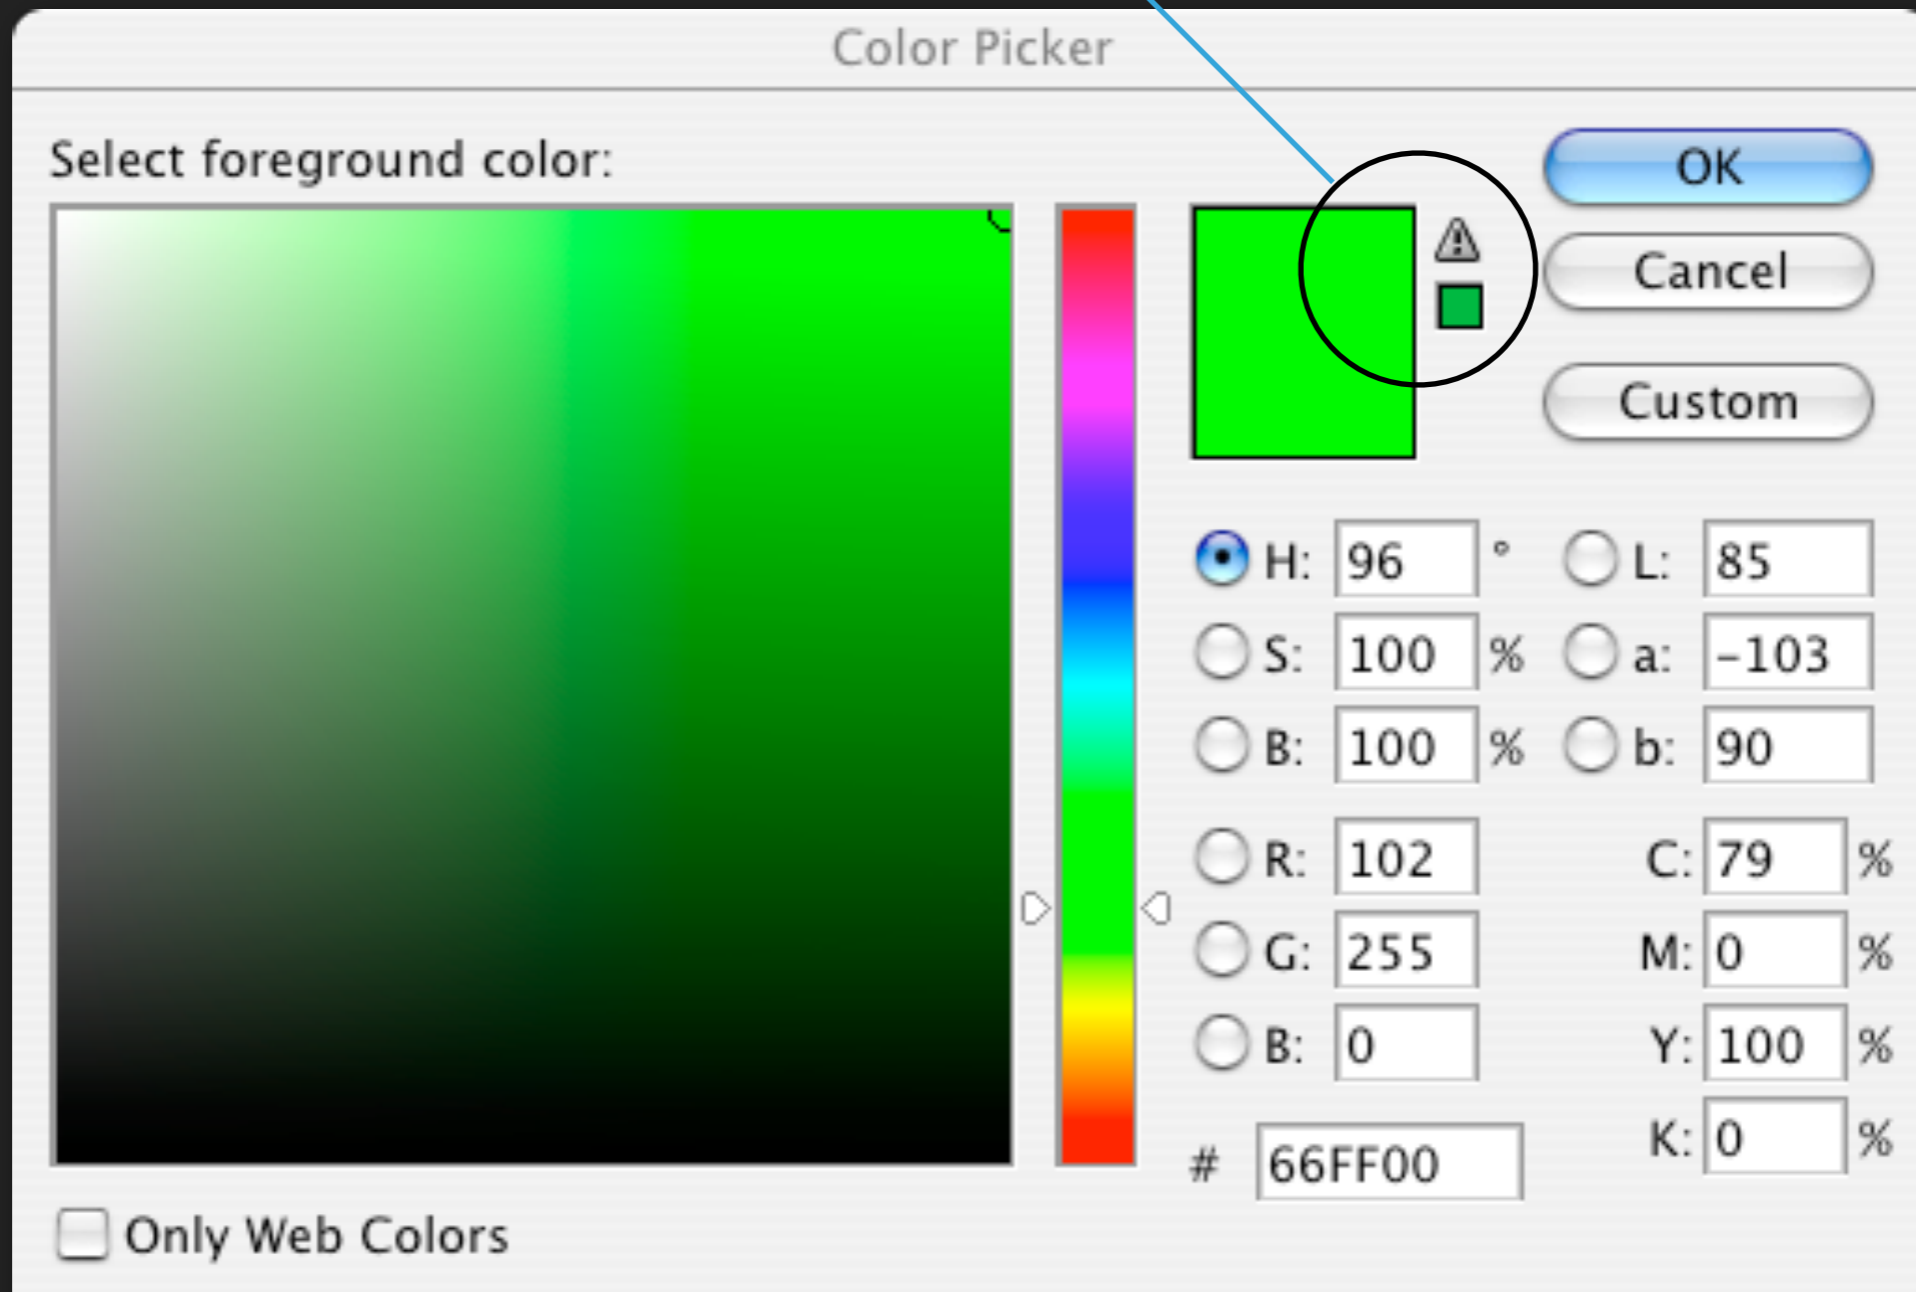 Color Picker
Select foreground color:
OK
Cancel
Custom
H: 96 °
L: 85
S: 100 %
a: -103
B: 100 %
b: 90
R: 102
C: 79 %
G: 255
M: 0 %
B: 0
Y: 100 %
# 66FF00
K: 0 %
Only Web Colors